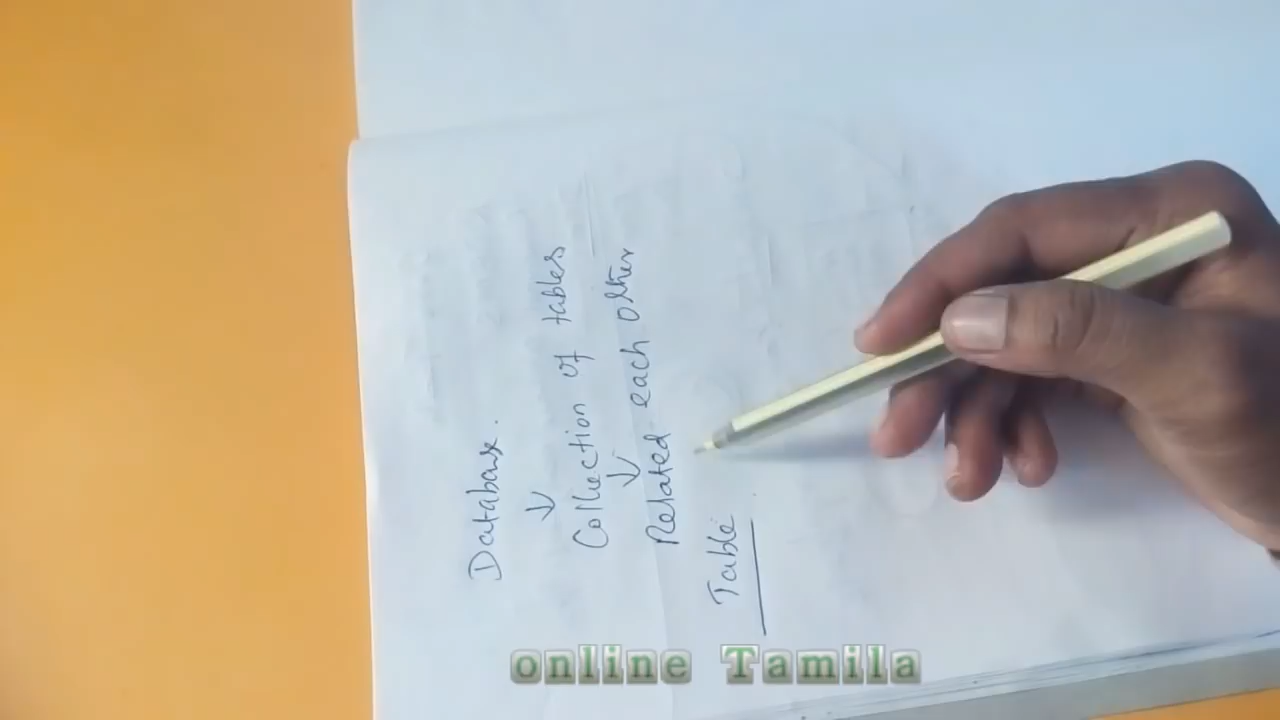 Database.
Collection of tables
Related each other
Table
online Tamila